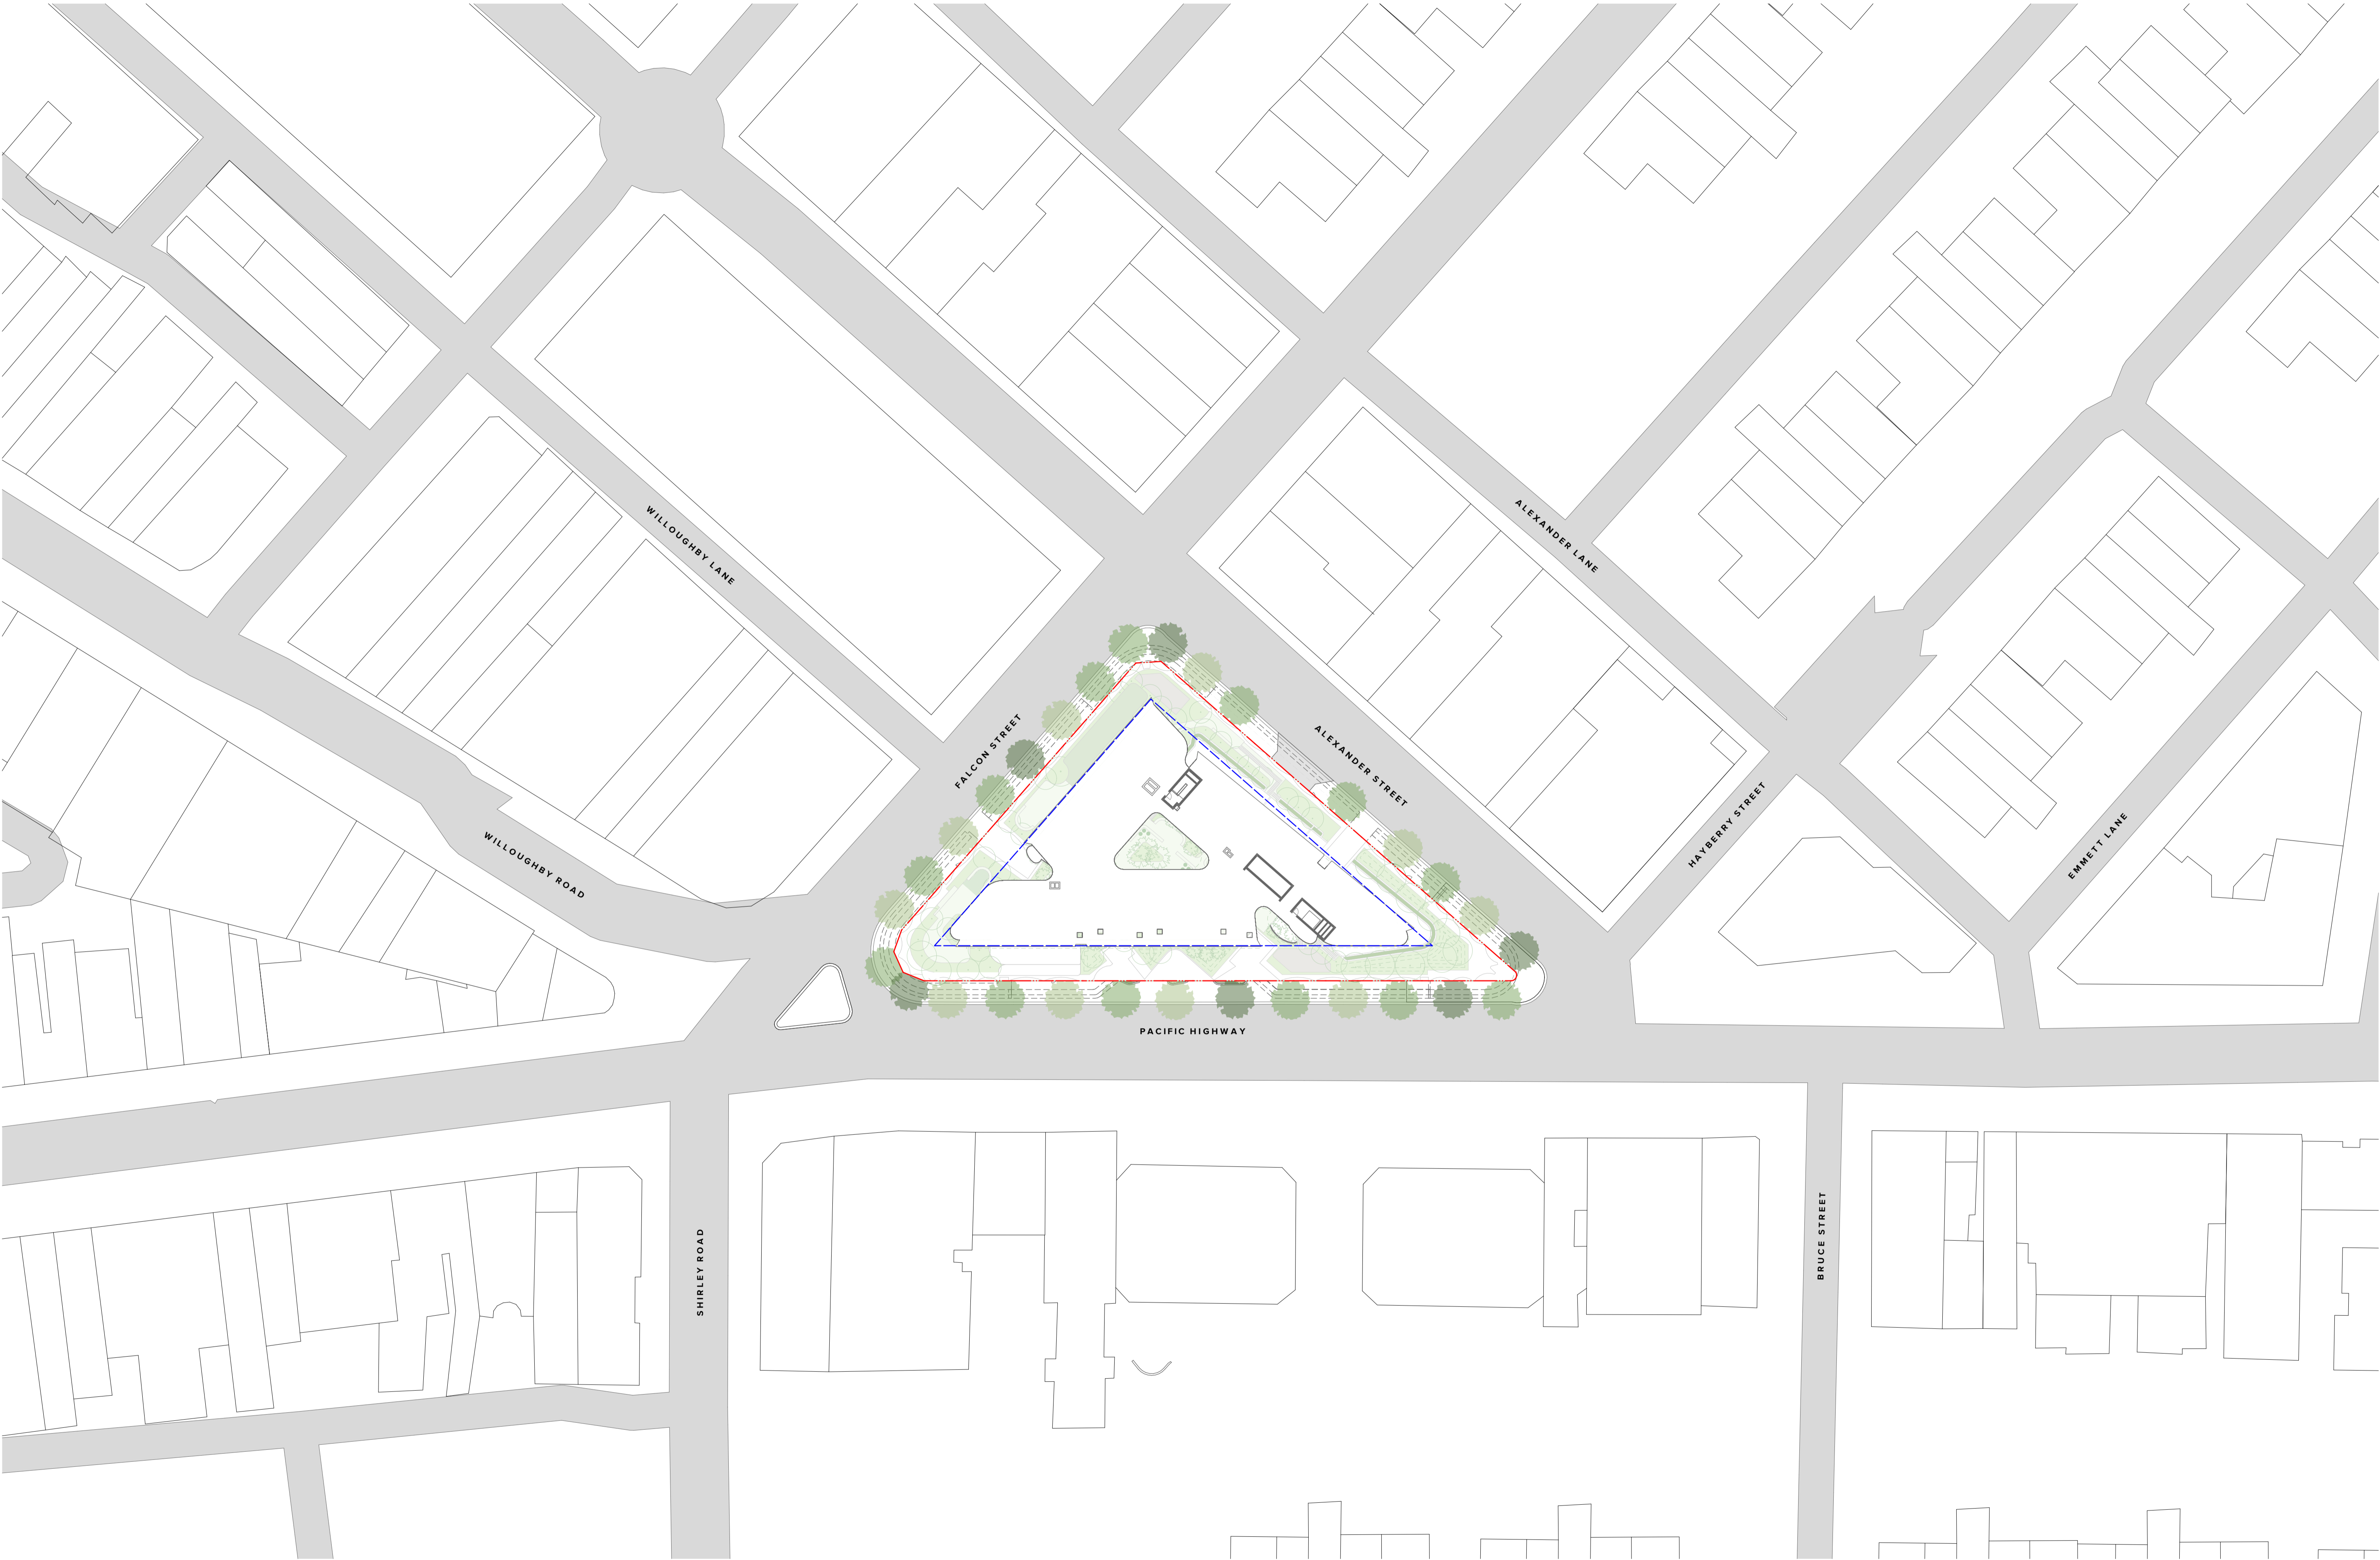 WILLOUGHBY LANE
ALEXANDER LANE
FALCON STREET
ALEXANDER STREET
HAYBERRY STREET
EMMETT LANE
WILLOUGHBY ROAD
PACIFIC HIGHWAY
SHIRLEY ROAD
BRUCE STREET